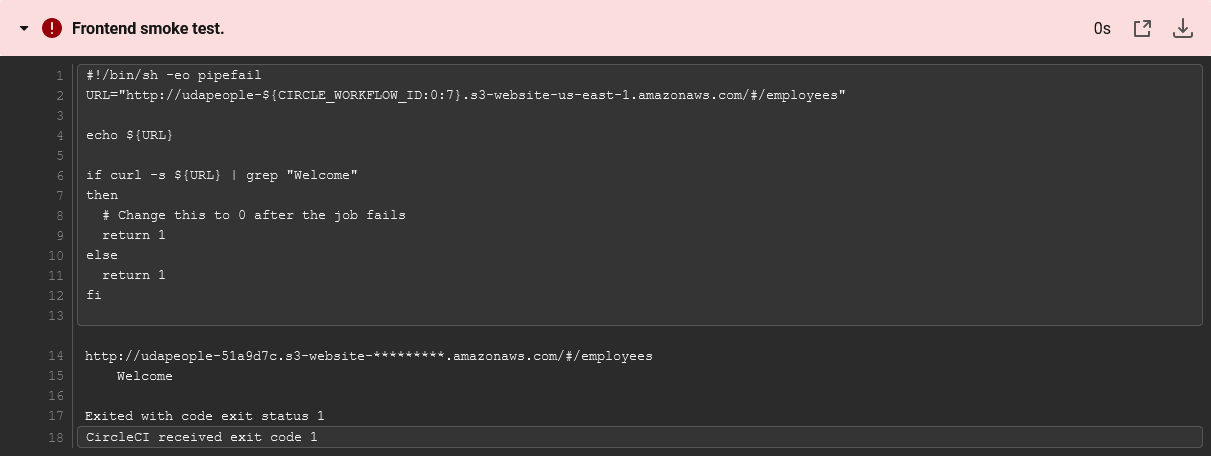 Frontend smoke test.
0s
1 #!/bin/sh -eo pipefail
2 URL="http://udapeople-${CIRCLE_WORKFLOW_ID:0:7}.s3-website-us-east-1.amazonaws.com/#/employees"
3
4 echo ${URL}
5
6 if curl -s ${URL} | grep "Welcome"
7 then
8   # Change this to 0 after the job fails
9   return 1
10 else
11   return 1
12 fi
13
14 http://udapeople-51a9d7c.s3-website-*********.amazonaws.com/#/employees
15     Welcome
16
17 Exited with code exit status 1
18 CircleCI received exit code 1